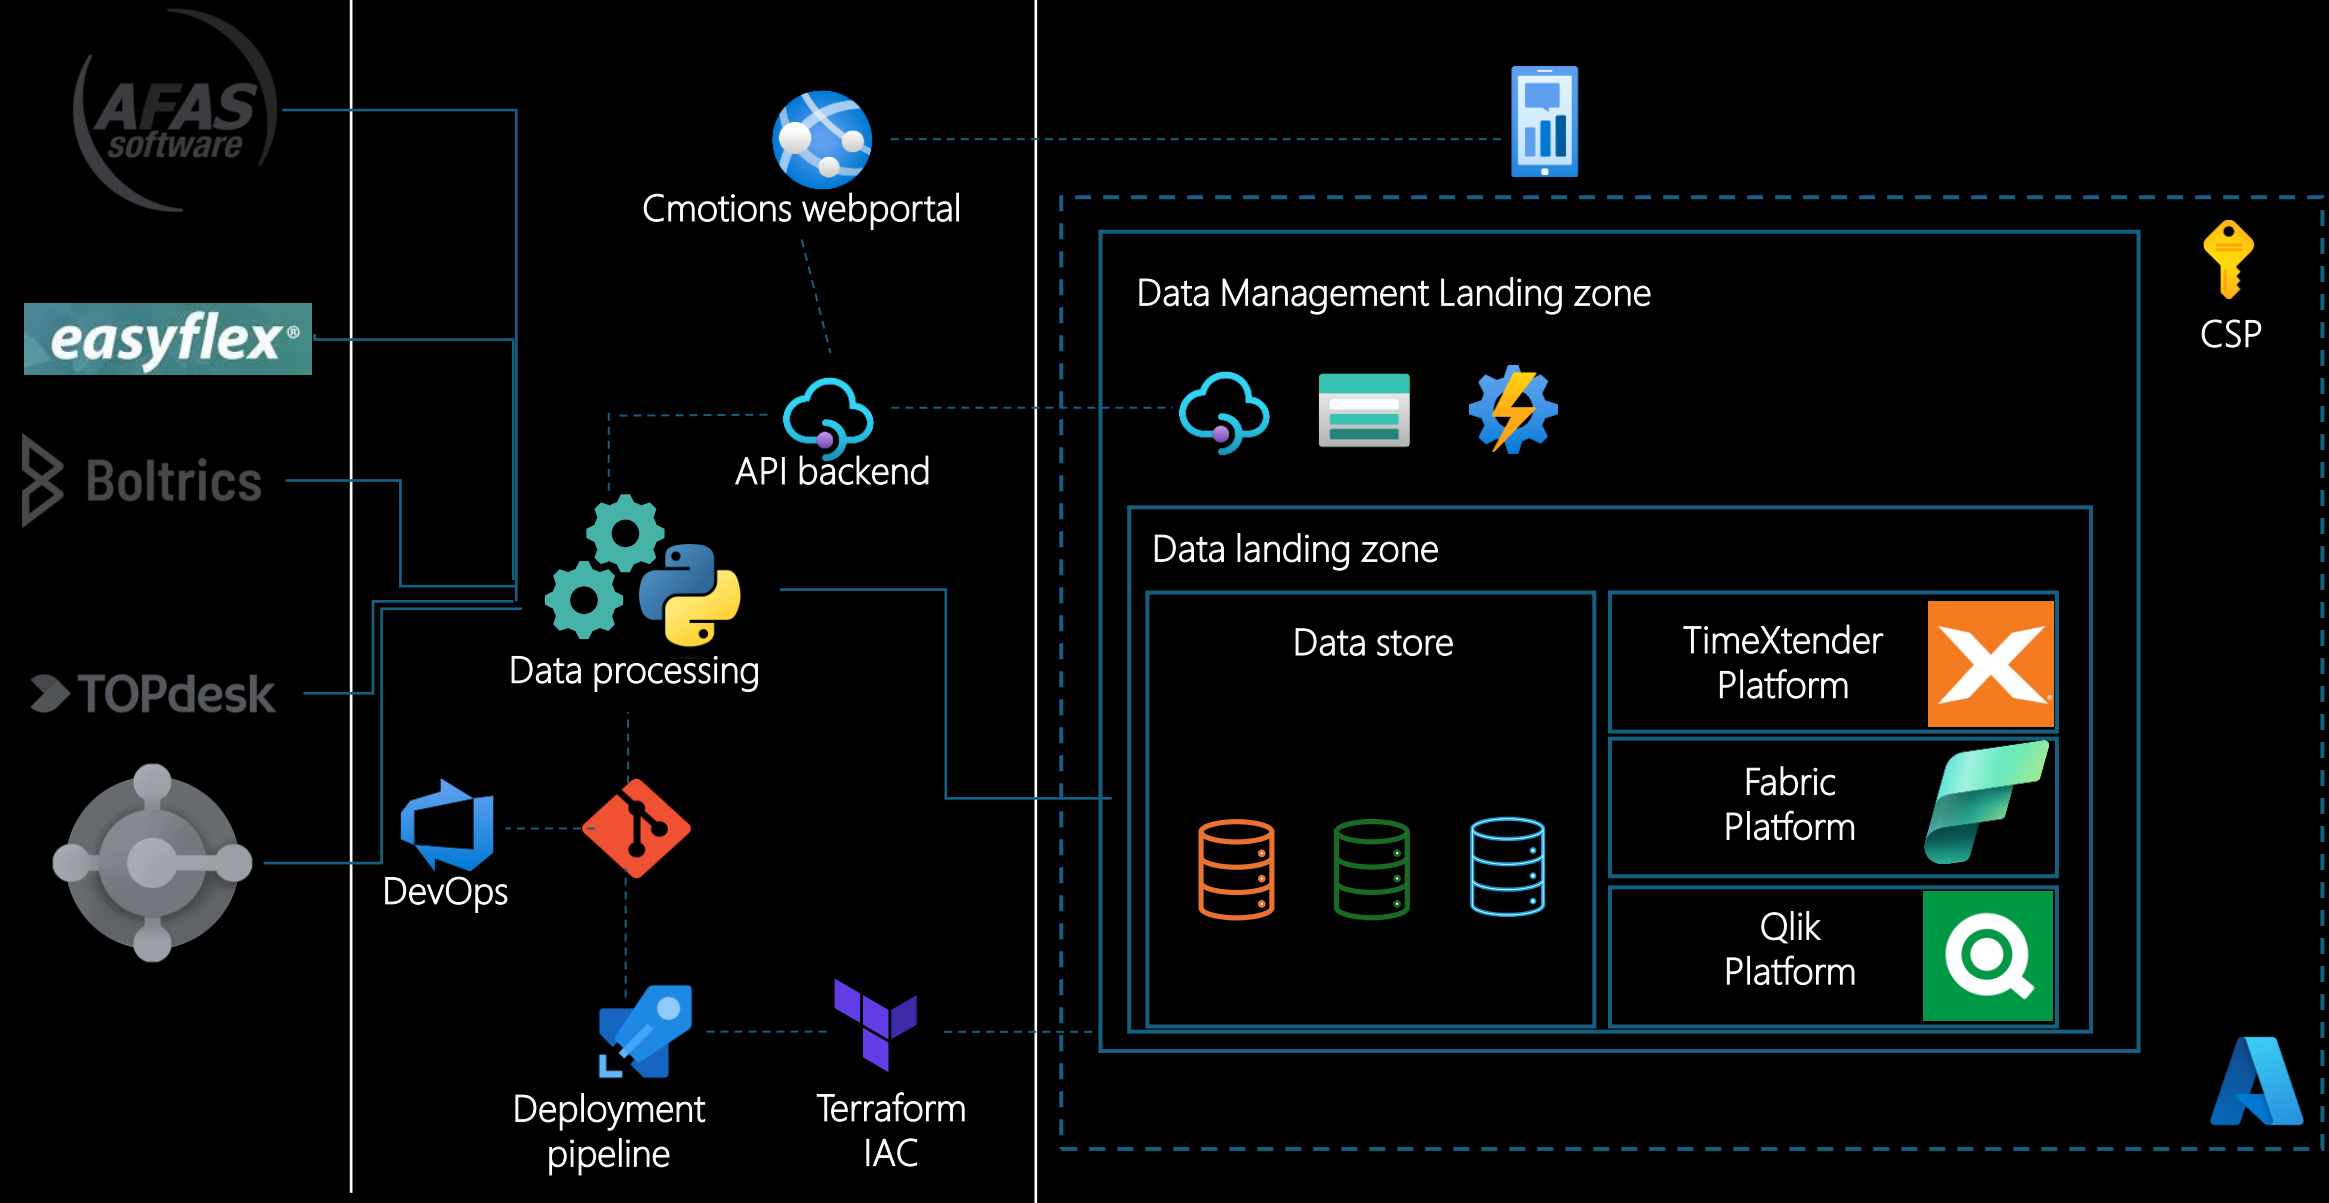 AFAS
software
easyflex®
Boltrics
TOPdesk
Cmotions webportal
API backend
Data processing
DevOps
Deployment
pipeline
Terraform
IAC
Data Management Landing zone
CSP
Data landing zone
Data store
TimeXtender
Platform
Fabric
Platform
Qlik
Platform